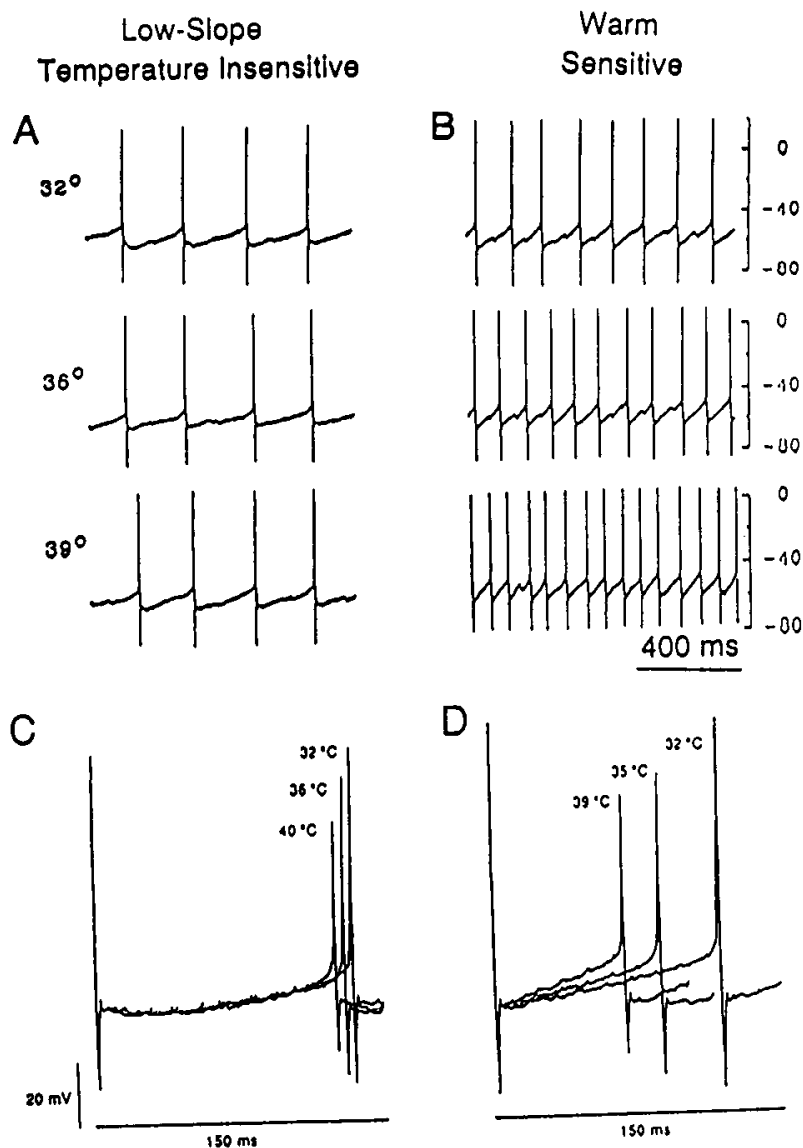 Low-Slope
Temperature Insensitive
Warm
Sensitive
A
B
32°
0
-40
-80
36°
0
-40
-80
39°
0
-40
-80
400 ms
C
D
32 °C
36 °C
40 °C
32 °C
35 °C
39 °C
20 mV
150 ms
150 ms